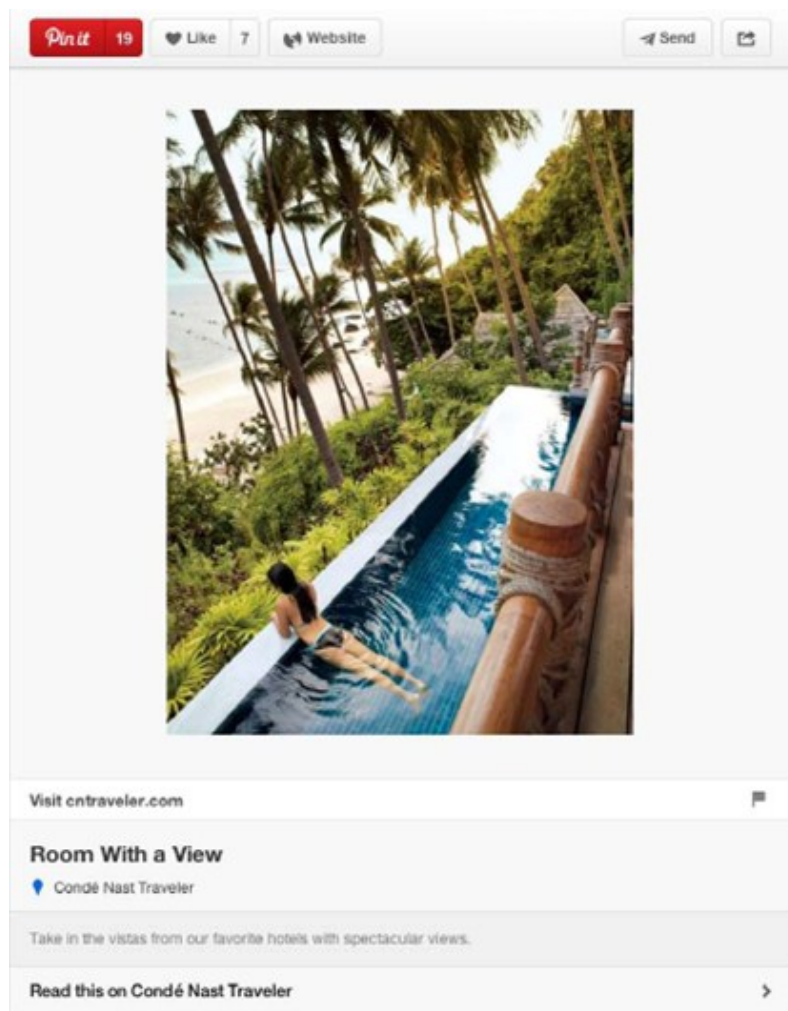 Pin it 19 Like 7 Website Send
Visit cntraveler.com
Room With a View
Condé Nast Traveler
Take in the vistas from our favorite hotels with spectacular views.
Read this on Condé Nast Traveler